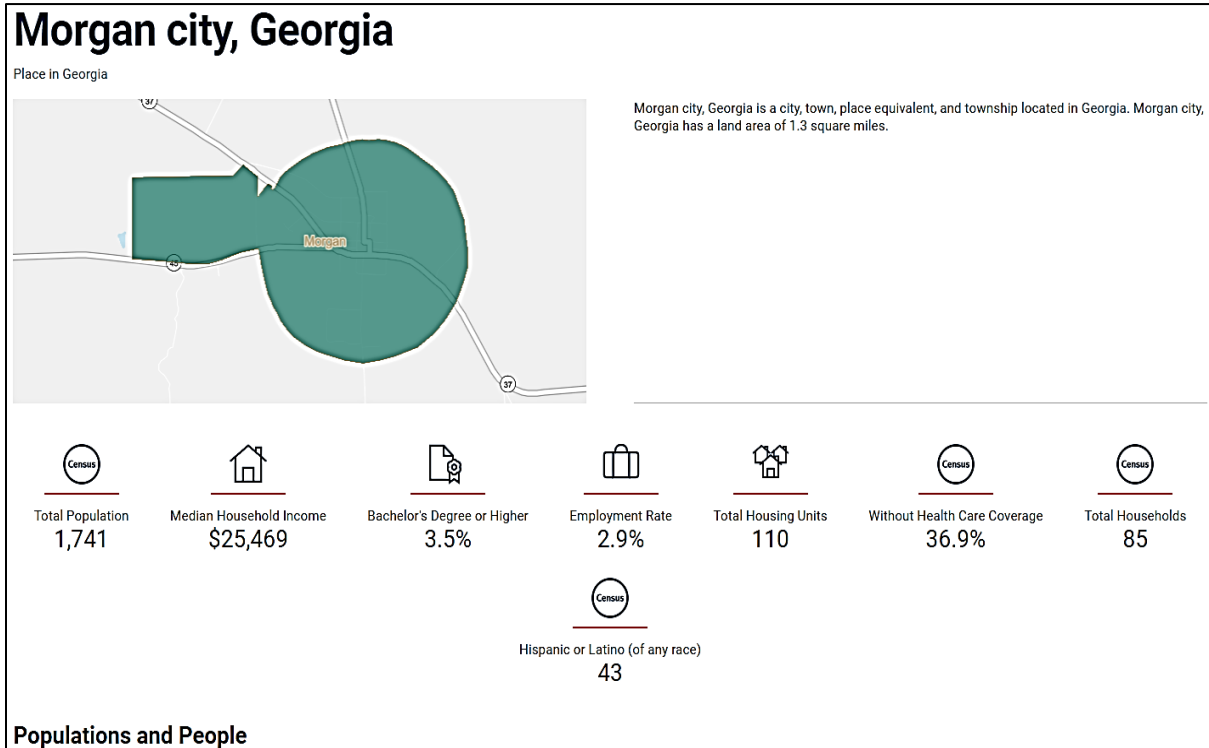 Morgan city, Georgia
Place in Georgia
37
Morgan city, Georgia is a city, town, place equivalent, and township located in Georgia. Morgan city,
Georgia has a land area of 1.3 square miles.
Morgan
45
37
Census
Census
Census
Total Population
Median Household Income
Bachelor's Degree or Higher
Employment Rate
Total Housing Units
Without Health Care Coverage
Total Households
1,741
$25,469
3.5%
2.9%
110
36.9%
85
Census
Hispanic or Latino (of any race)
43
Populations and People